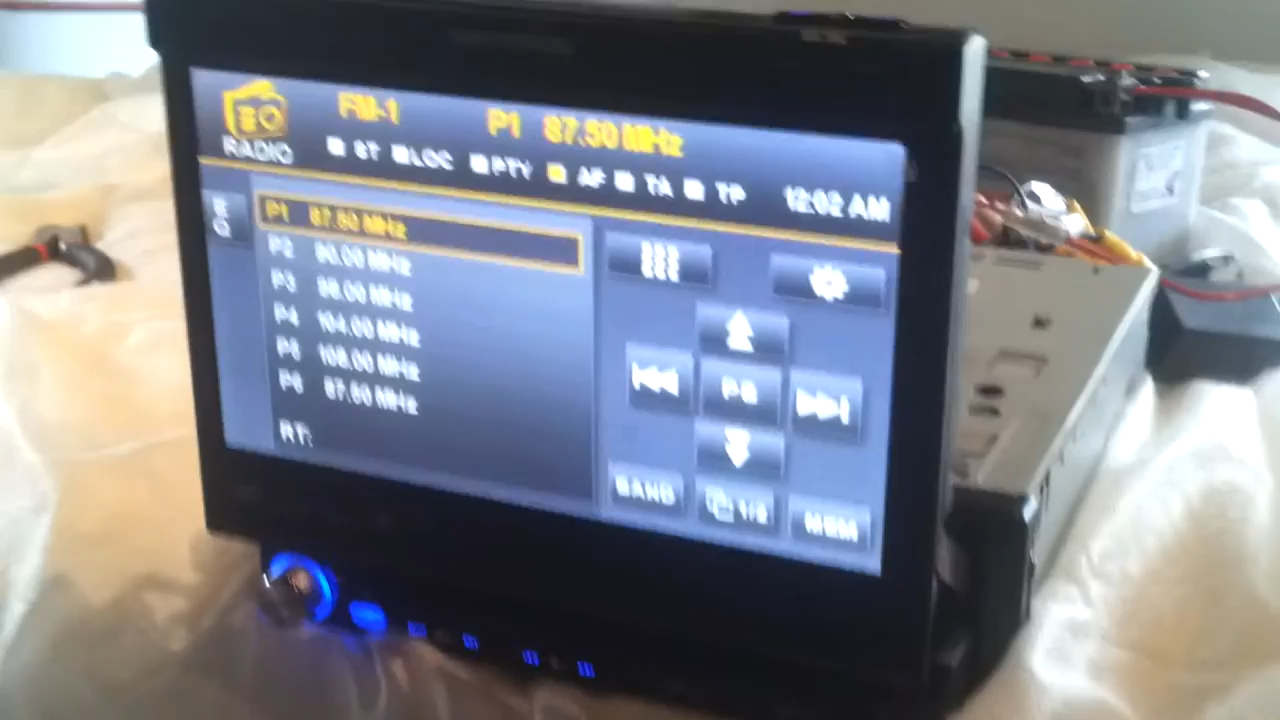 FM-1 P1 87.50 MHz
RADIO ST LOC PTY AF TA TP 12:02 AM
EQ
P1 87.50 MHz
P2 90.00 MHz
P3 98.00 MHz
P4 104.00 MHz
P5 108.00 MHz
P6 87.50 MHz
RT:
PS
BAND 1/2 MEM